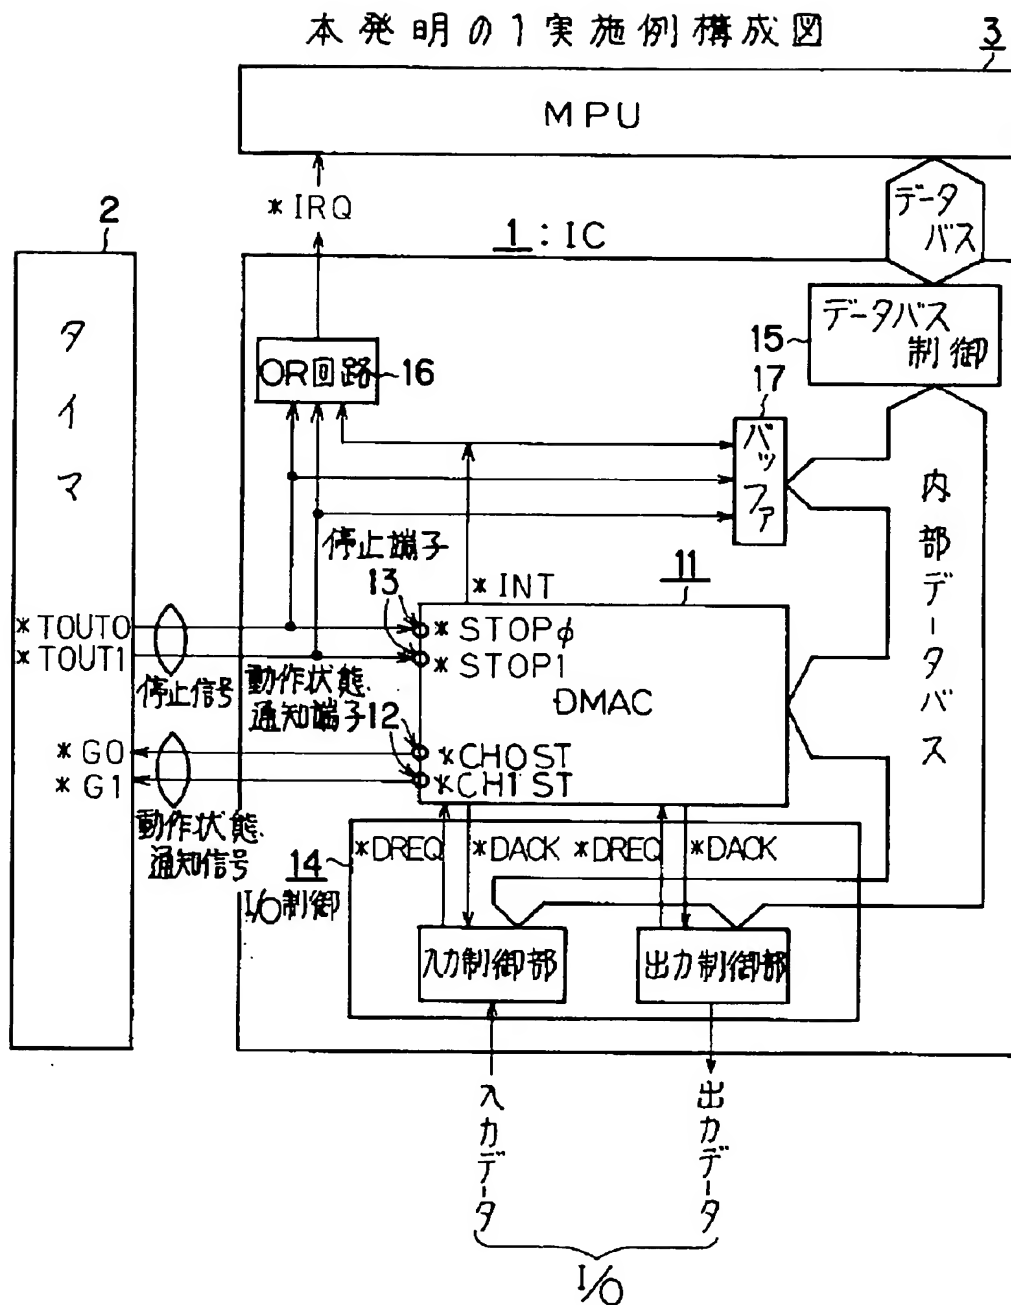 本発明の1実施例構成図
3
MPU
*IRQ
データ
バス
2
1:IC
タイマ
データバス
制御
15
OR回路
16
17
バッファ
内部データバス
停止端子
13
*INT
11
*TOUT0
*STOPφ
*TOUT1
*STOP1
停止信号
動作状態
通知端子
12
DMAC
*G0
*CH0ST
*G1
*CH1ST
動作状態
通知信号
14
I/O制御
*DREQ
*DACK
*DREQ
*DACK
入力制御部
出力制御部
入力データ
出力データ
I/O